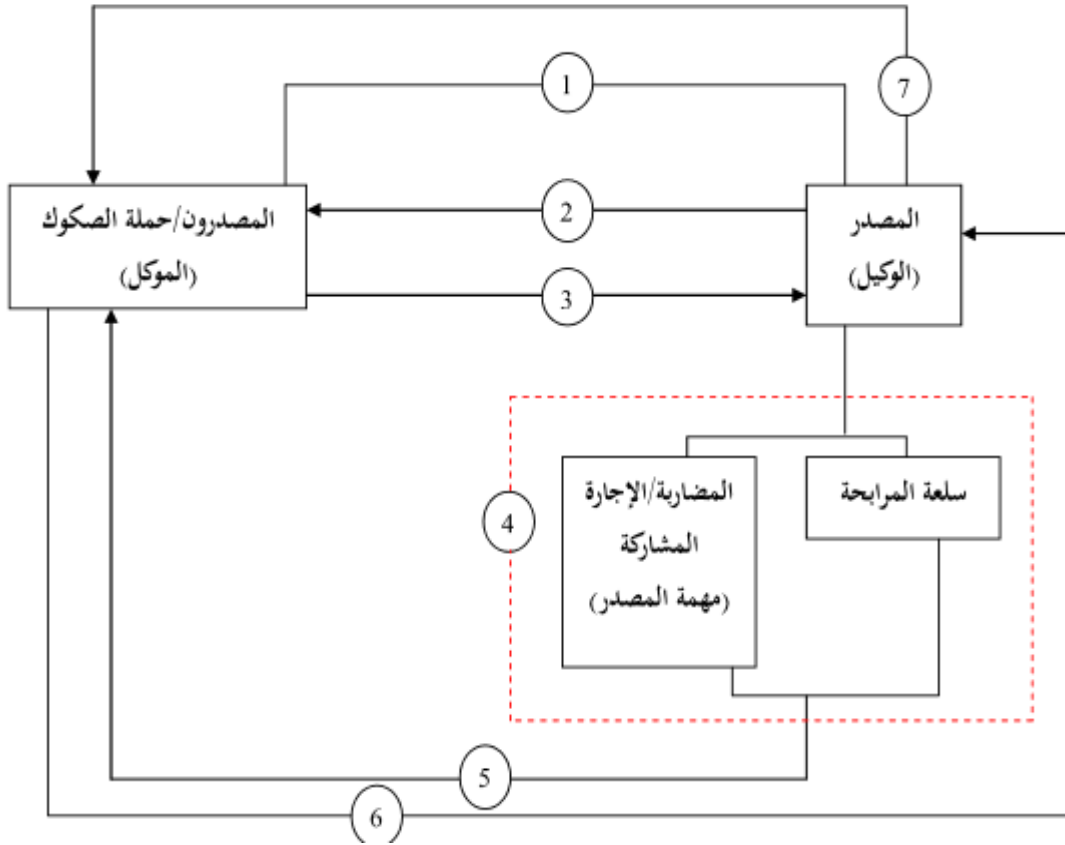 7
1
المصدرون/حملة الصكوك
(الموكل)
2
3
المصدر
(الوكيل)
4
المضاربة/الإجارة
المشاركة
(مهمة المصدر)
سلعة المرابحة
5
6